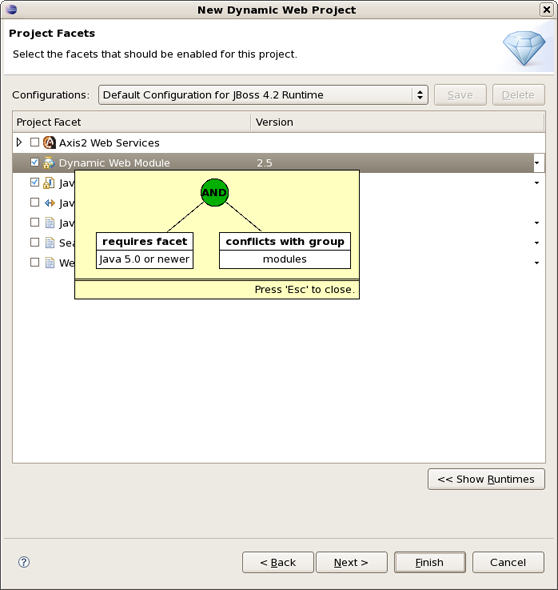 New Dynamic Web Project
Project Facets
Select the facets that should be enabled for this project.
Configurations: Default Configuration for JBoss 4.2 Runtime Save Delete
Project Facet Version
Axis2 Web Services
Dynamic Web Module 2.5
Jav
AND
Jav
requires facet conflicts with group
Java 5.0 or newer modules
Jav
Sea
We
Press 'Esc' to close.
<< Show Runtimes
< Back Next > Finish Cancel